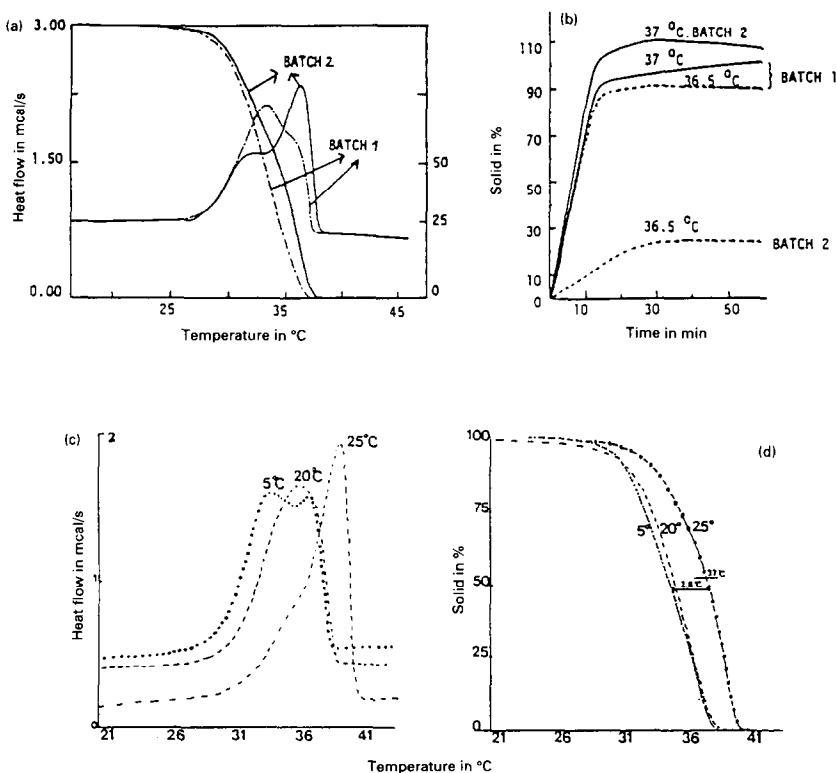 (a)
3.00
1.50
0.00
50
25
0
25
35
45
Heat flow in mcal/s
Temperature in °C
BATCH 2
BATCH 1
(b)
110
90
70
50
30
10
0
10
30
50
Solid in %
Time in min
37 °C. BATCH 2
37 °C
36.5 °C
BATCH 1
36.5 °C
BATCH 2
(c)
2
1
0
21
26
31
36
41
Heat flow in mcal/s
5°C
20°C
25°C
(d)
100
75
50
25
0
21
26
31
36
41
Solid in %
5°
20°
25°
Temperature in °C